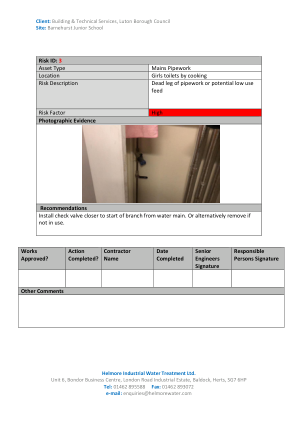 Client: Building & Technical Services, Luton Borough Council
Site: Barnehurst Junior School
Risk ID: 3
Asset Type Mains Pipework
Location Girls toilets by cooking
Risk Description Dead leg of pipework or potential low use
feed
Risk Factor High
Photographic Evidence
Recommendations
Install check valve closer to start of branch from water main. Or alternatively remove if
not in use.
Works Action Contractor Date Senior Responsible
Approved? Completed? Name Completed Engineers Persons Signature
Signature
Other Comments
Helmore Industrial Water Treatment Ltd.
Unit 6, Bondor Business Centre, London Road Industrial Estate, Baldock, Herts, SG7 6HP
Tel: 01462 895588 Fax: 01462 893872
e-mail: enquiries@helmorewater.com